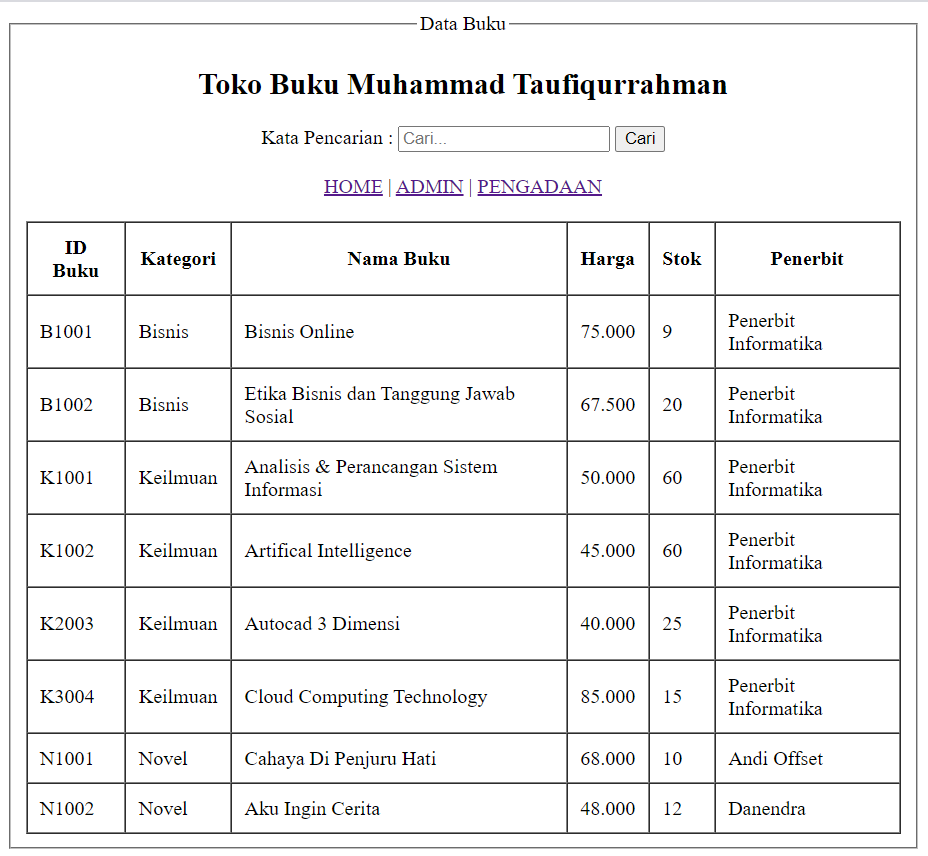 Data Buku
Toko Buku Muhammad Taufiqurrahman
Kata Pencarian : Cari... Cari
HOME | ADMIN | PENGADAAN
ID Buku Kategori Nama Buku Harga Stok Penerbit
B1001 Bisnis Bisnis Online 75.000 9 Penerbit Informatika
B1002 Bisnis Etika Bisnis dan Tanggung Jawab Sosial 67.500 20 Penerbit Informatika
K1001 Keilmuan Analisis & Perancangan Sistem Informasi 50.000 60 Penerbit Informatika
K1002 Keilmuan Artifical Intelligence 45.000 60 Penerbit Informatika
K2003 Keilmuan Autocad 3 Dimensi 40.000 25 Penerbit Informatika
K3004 Keilmuan Cloud Computing Technology 85.000 15 Penerbit Informatika
N1001 Novel Cahaya Di Penjuru Hati 68.000 10 Andi Offset
N1002 Novel Aku Ingin Cerita 48.000 12 Danendra